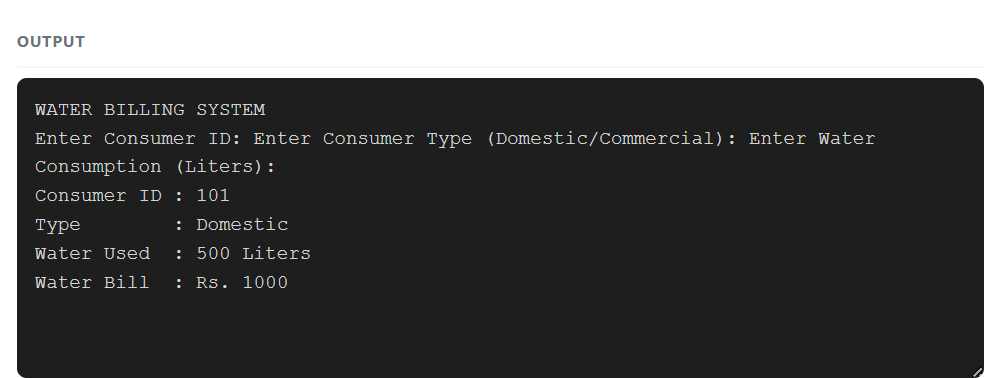 OUTPUT
WATER BILLING SYSTEM
Enter Consumer ID: Enter Consumer Type (Domestic/Commercial): Enter Water
Consumption (Liters):
Consumer ID : 101
Type        : Domestic
Water Used  : 500 Liters
Water Bill  : Rs. 1000